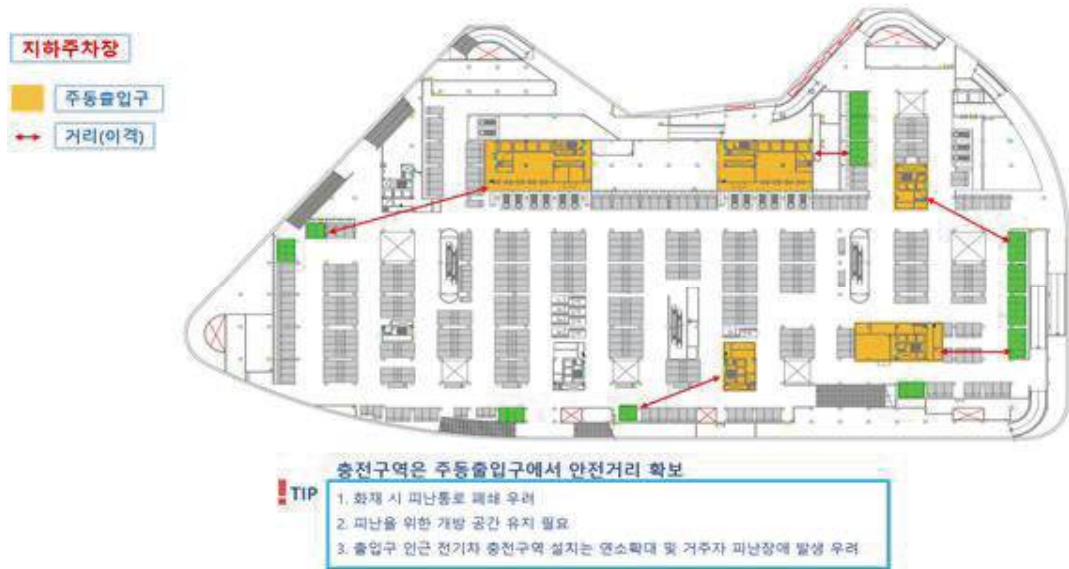 지하주차장
주동출입구
거리(이격)
충전구역은 주동출입구에서 안전거리 확보
TIP
1. 화재 시 피난통로 폐쇄 우려
2. 피난을 위한 개방 공간 유지 필요
3. 출입구 인근 전기차 충전구역 설치는 연소확대 및 거주자 피난장애 발생 우려